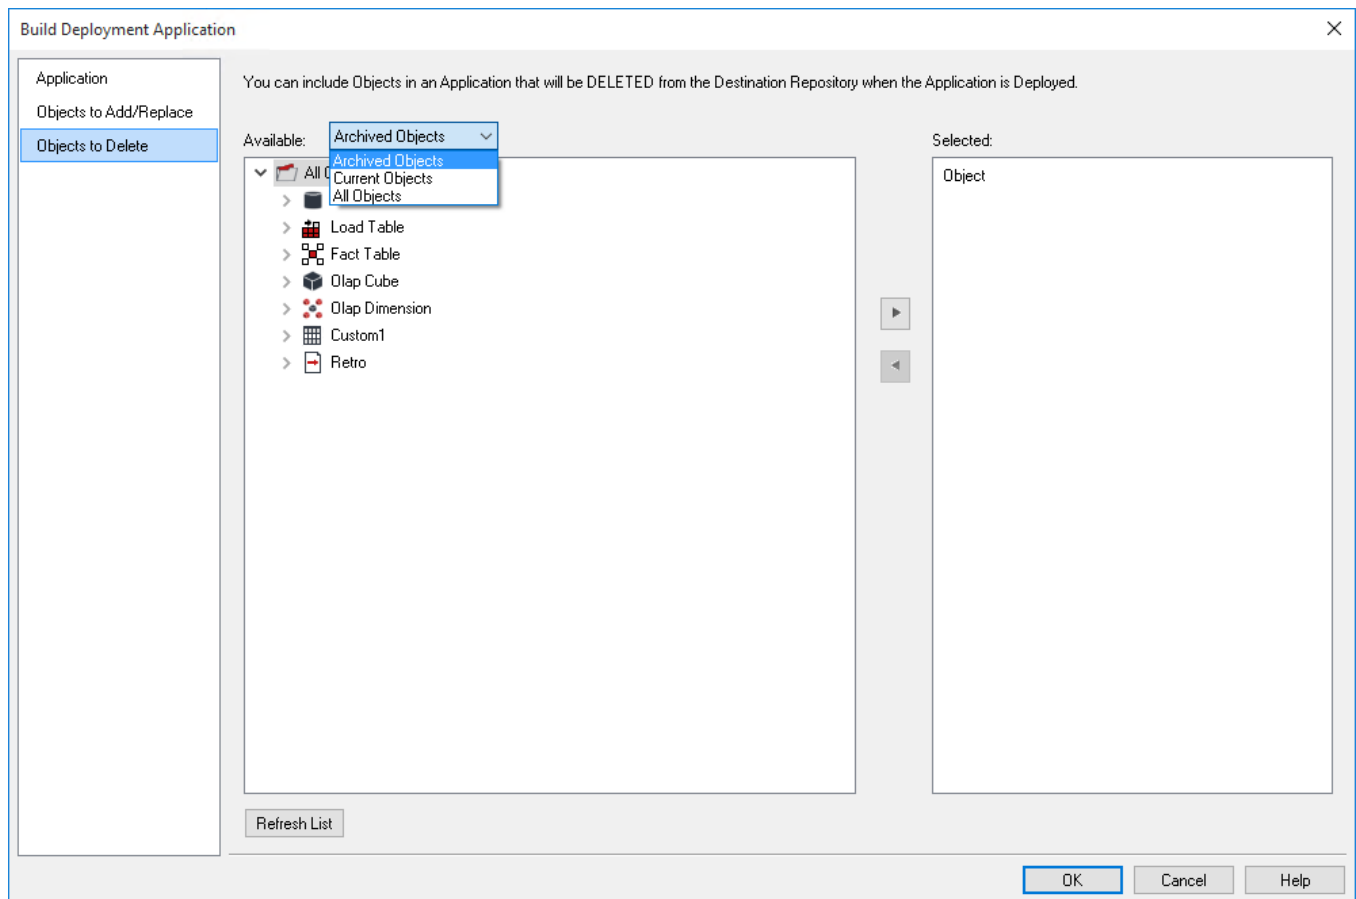 Build Deployment Application
Application
Objects to Add/Replace
Objects to Delete
You can include Objects in an Application that will be DELETED from the Destination Repository when the Application is Deployed.
Available:
Archived Objects
Archived Objects
Current Objects
All Objects
All
Load Table
Fact Table
Olap Cube
Olap Dimension
Custom1
Retro
Selected:
Object
Refresh List
OK
Cancel
Help